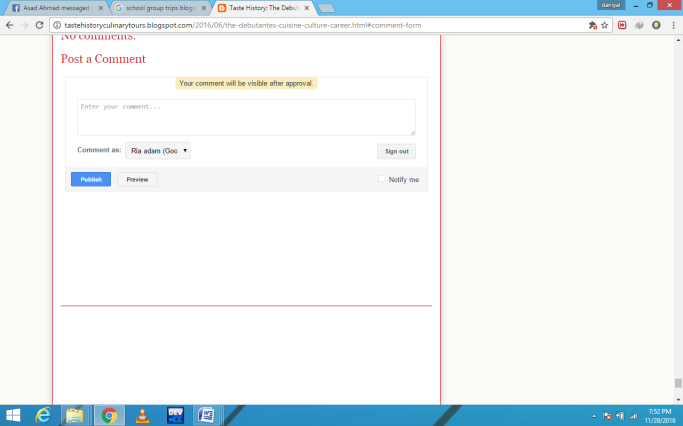 Asad Ahmad messaged
school group trips blogs
Taste History: The Debut
daniyal
tastehistoryculinarytours.blogspot.com/2016/06/the-debutantes-cuisine-culture-career.html#comment-form
No comments:
Post a Comment
Your comment will be visible after approval.
Enter your comment...
Comment as:
Ria adam (Goo
Sign out
Publish
Preview
Notify me
DEV
7:52 PM
11/28/2016